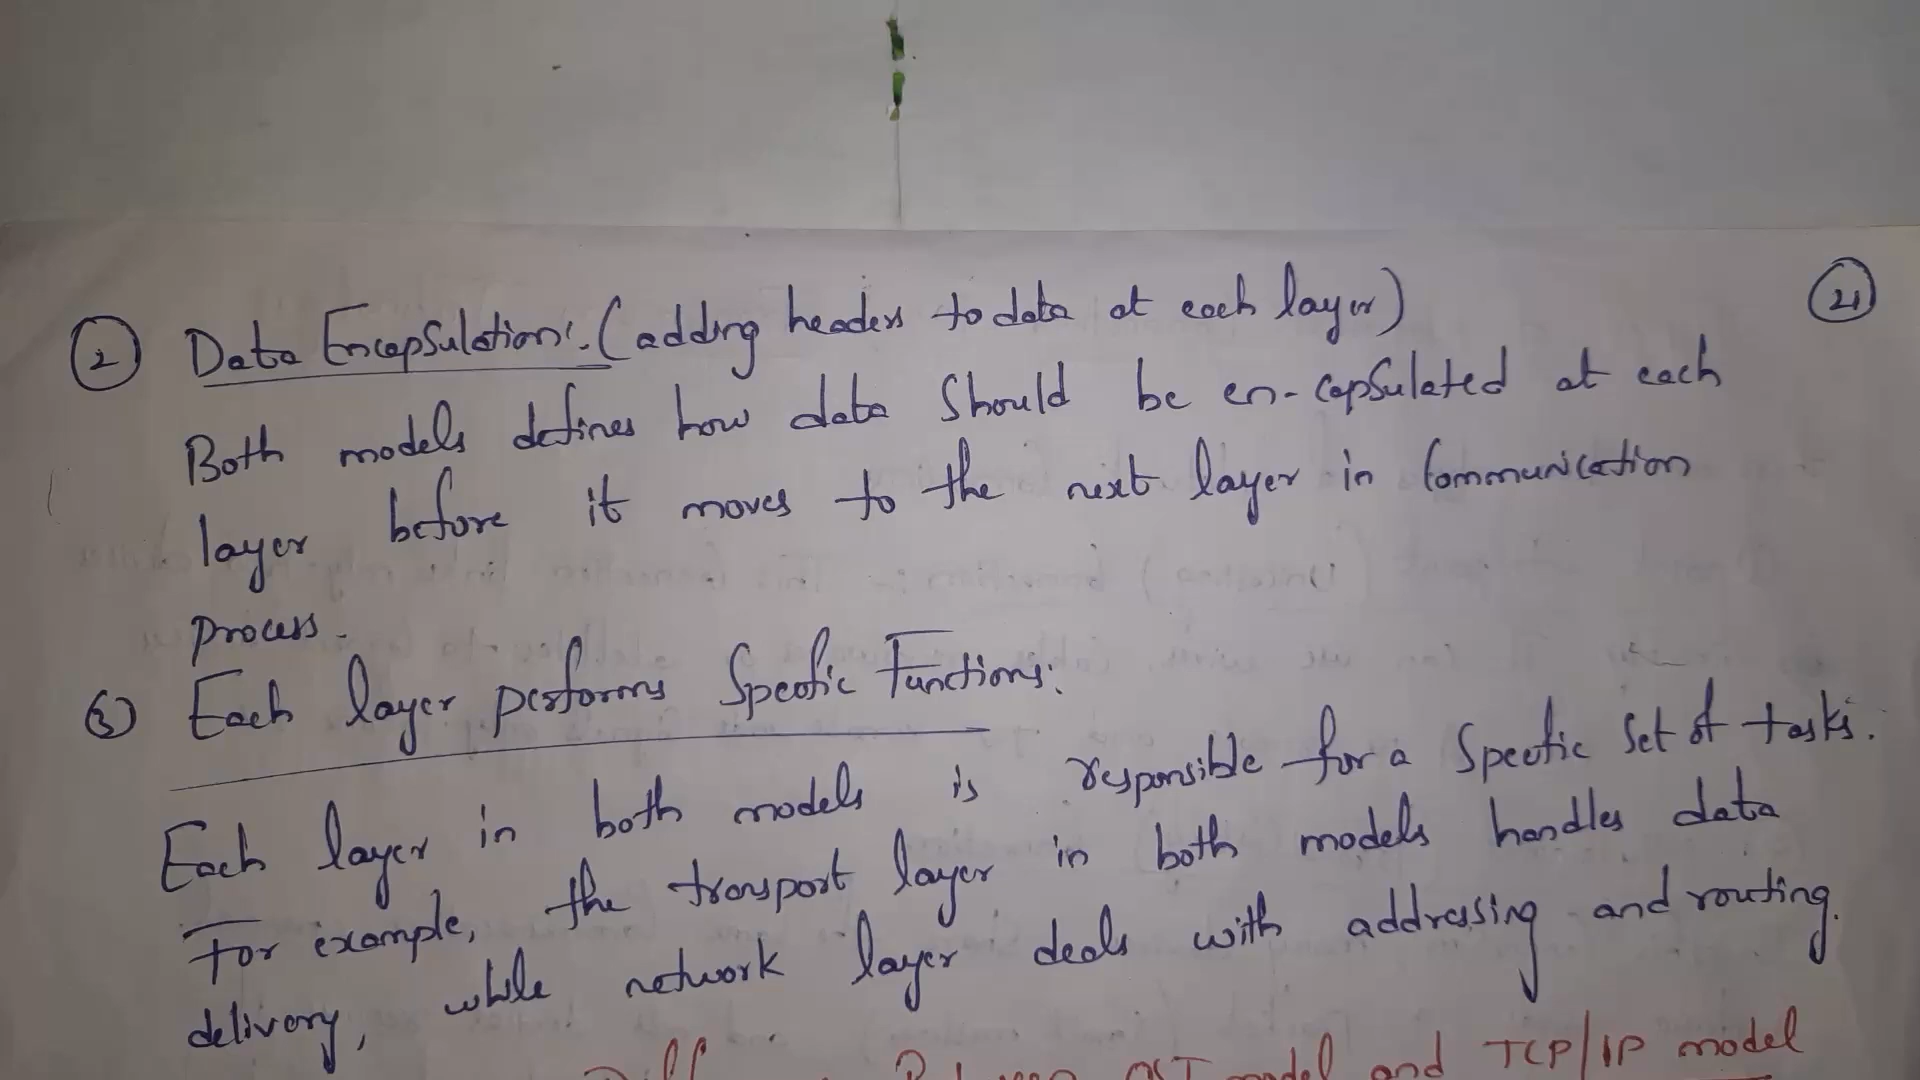 21
② Data Encapsulation:. (adding headers to data at each layer)
Both models defines how data should be en-capsulated at each
layer before it moves to the next layer in communication
process.
③ Each layer performs Specific Functions:
Each layer in both models is responsible for a specific set of tasks.
For example, the transport layer in both models handles data
delivery, while network layer deals with addressing and routing.
model and TCP/IP model